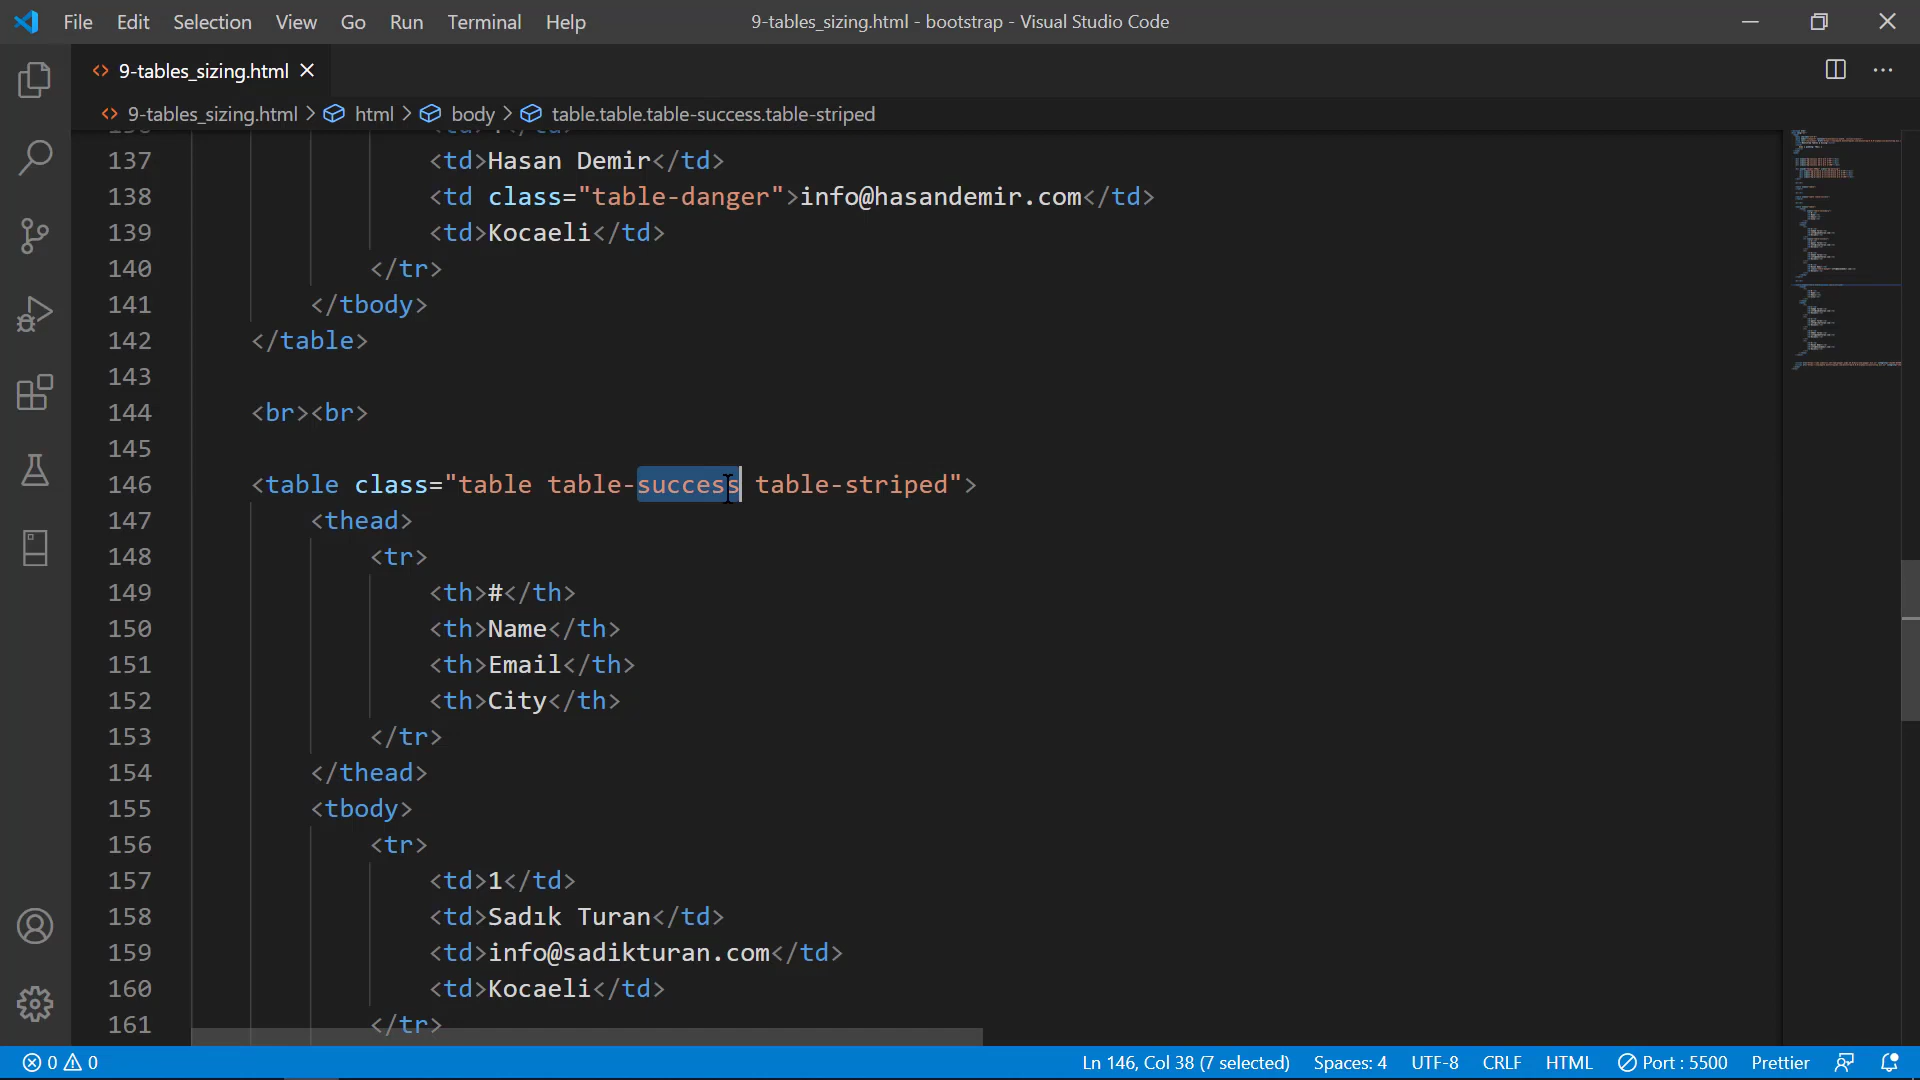 File Edit Selection View Go Run Terminal Help 9-tables_sizing.html - bootstrap - Visual Studio Code
9-tables_sizing.html
9-tables_sizing.html > html > body > table.table.table-success.table-striped
137 <td>Hasan Demir</td>
138 <td class="table-danger">info@hasandemir.com</td>
139 <td>Kocaeli</td>
140 </tr>
141 </tbody>
142 </table>
143
144 <br><br>
145
146 <table class="table table-success table-striped">
147 <thead>
148 <tr>
149 <th>#</th>
150 <th>Name</th>
151 <th>Email</th>
152 <th>City</th>
153 </tr>
154 </thead>
155 <tbody>
156 <tr>
157 <td>1</td>
158 <td>Sadık Turan</td>
159 <td>info@sadikturan.com</td>
160 <td>Kocaeli</td>
161 </tr>
0 0 Ln 146, Col 38 (7 selected) Spaces: 4 UTF-8 CRLF HTML Port : 5500 Prettier